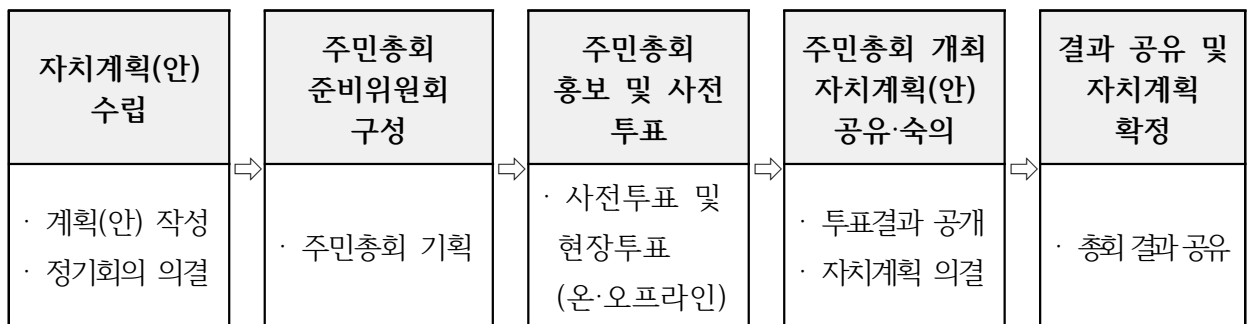 자치계획(안)
수립
· 계획(안) 작성
· 정기회의 의결
⇨
주민총회
준비위원회
구성
· 주민총회 기획
⇨
주민총회
홍보 및 사전
투표
· 사전투표 및
현장투표
(온·오프라인)
⇨
주민총회 개최
자치계획(안)
공유·숙의
· 투표결과 공개
· 자치계획 의결
⇨
결과 공유 및
자치계획
확정
· 총회 결과 공유